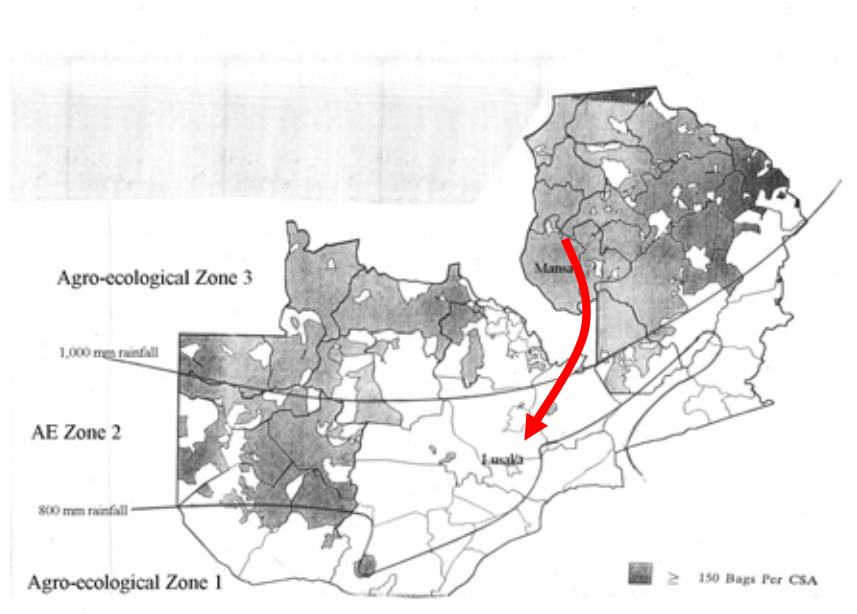 Agro-ecological Zone 3
Mansa
1,000 mm rainfall
AE Zone 2
Lusaka
800 mm rainfall
Agro-ecological Zone 1
≥ 150 Bags Per CSA